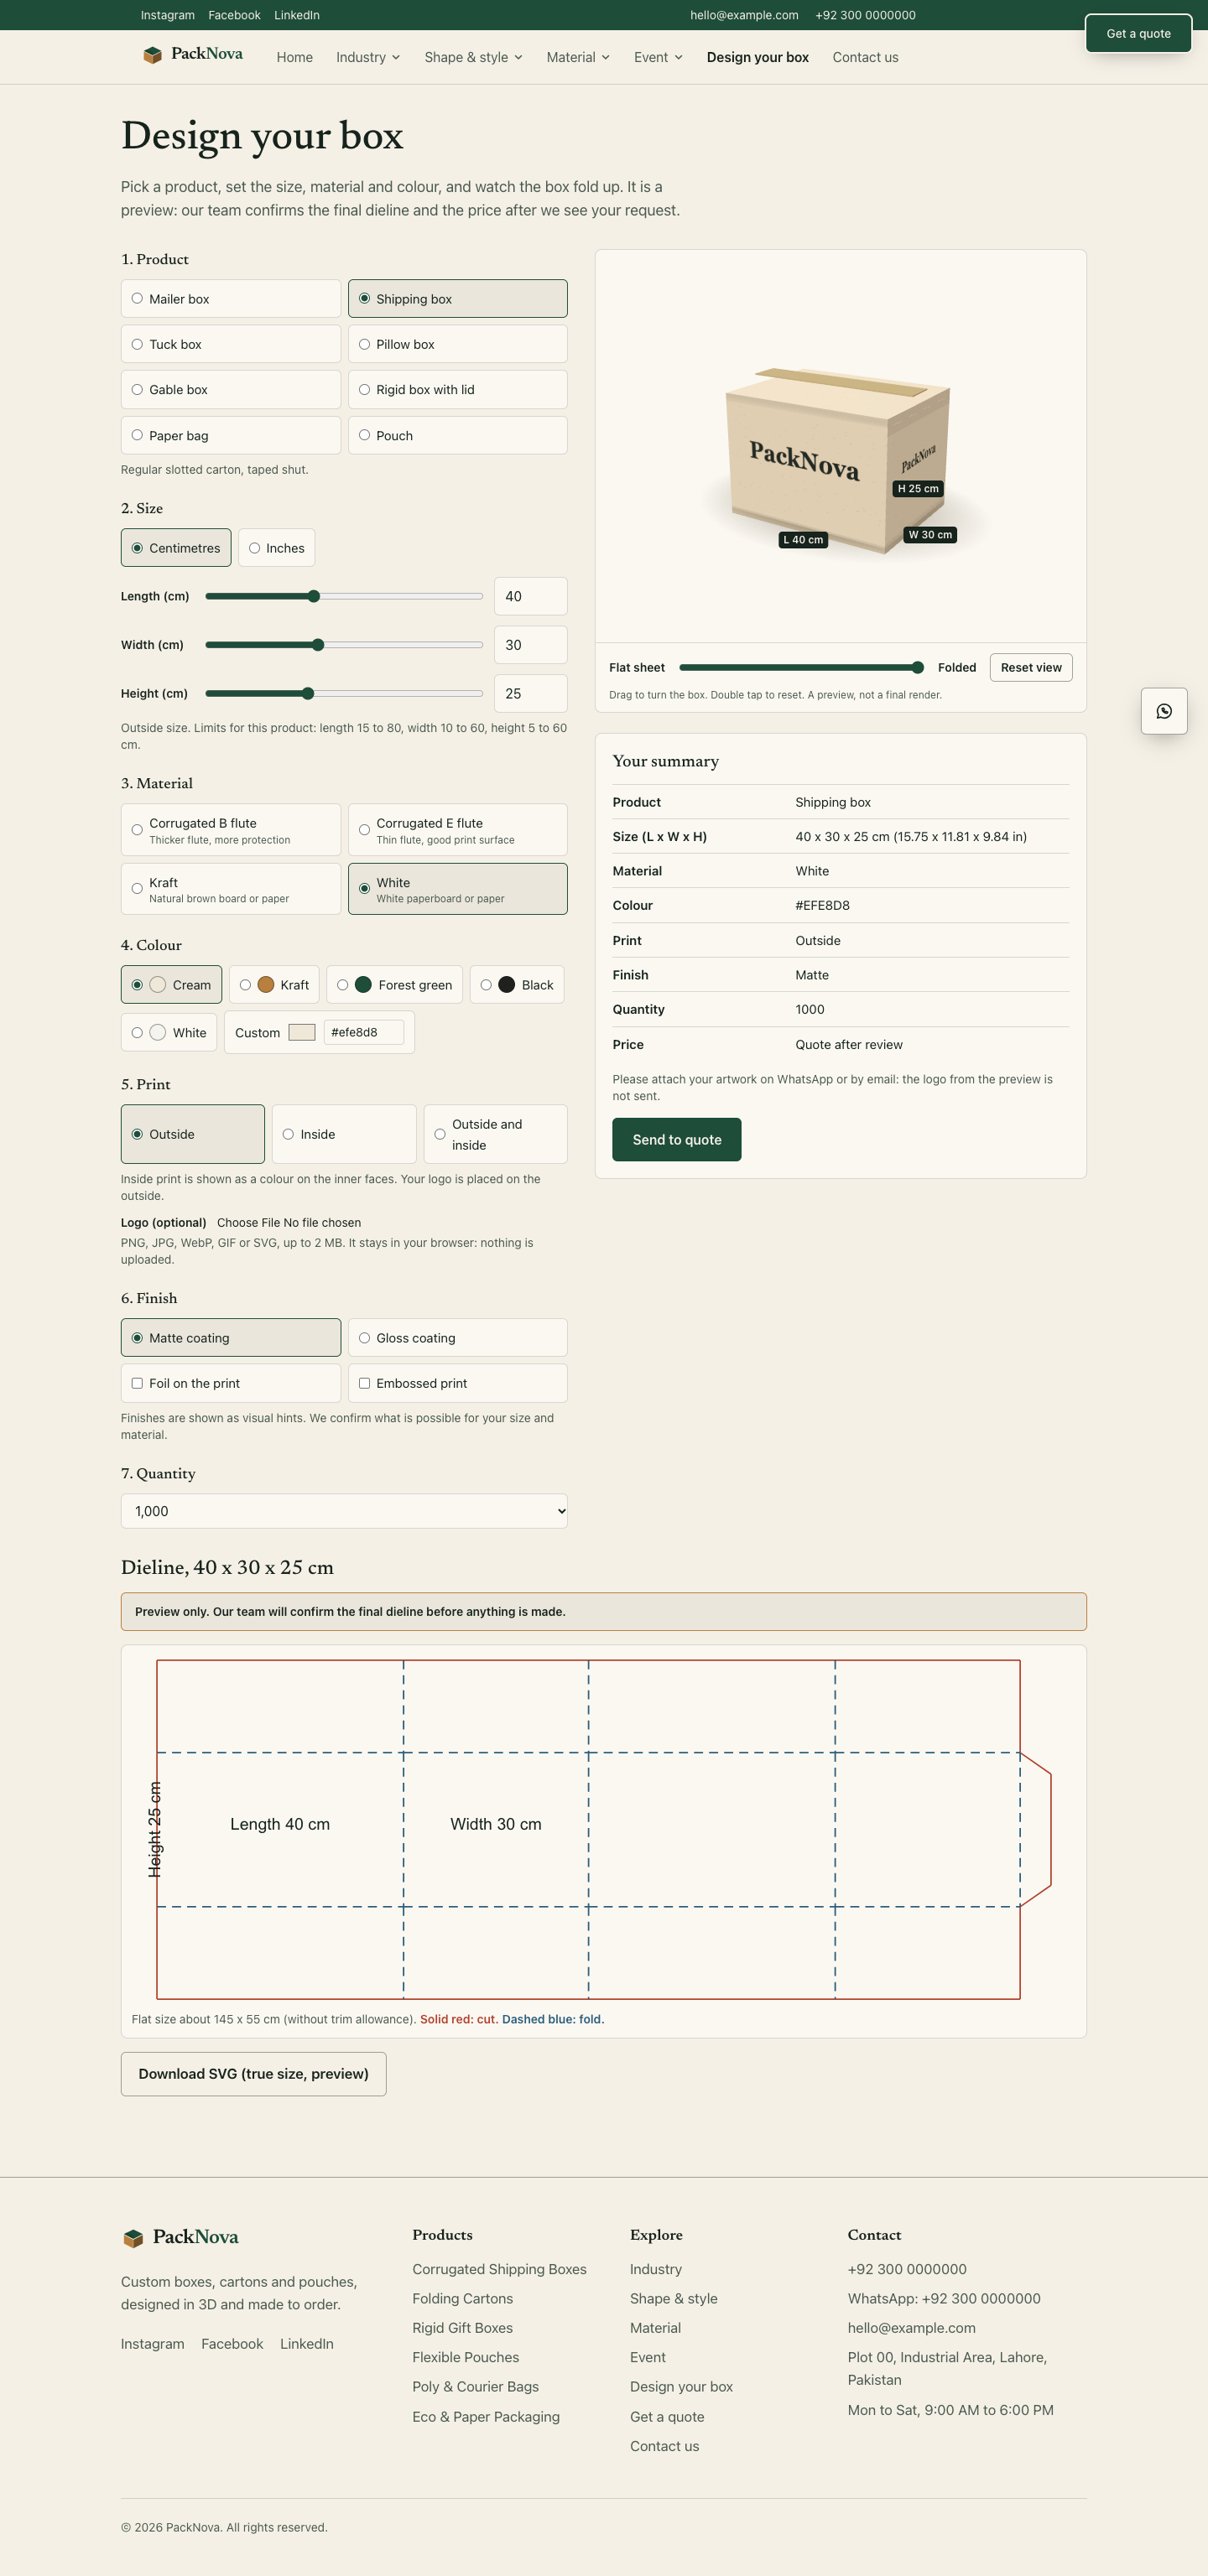 Instagram Facebook LinkedIn hello@example.com +92 300 0000000
Get a quote
PackNova Home Industry Shape & style Material Event Design your box Contact us
Design your box
Pick a product, set the size, material and colour, and watch the box fold up. It is a
preview: our team confirms the final dieline and the price after we see your request.
1. Product
Mailer box Shipping box
Tuck box Pillow box
Gable box Rigid box with lid
Paper bag Pouch
Regular slotted carton, taped shut.
2. Size
Centimetres Inches
Length (cm) 40
Width (cm) 30
Height (cm) 25
Outside size. Limits for this product: length 15 to 80, width 10 to 60, height 5 to 60
cm.
3. Material
Corrugated B flute
Thicker flute, more protection
Corrugated E flute
Thin flute, good print surface
Kraft
Natural brown board or paper
White
White paperboard or paper
4. Colour
Cream Kraft Forest green Black
White Custom #efe8d8
5. Print
Outside Inside Outside and
inside
Inside print is shown as a colour on the inner faces. Your logo is placed on the
outside.
Logo (optional) Choose File No file chosen
PNG, JPG, WebP, GIF or SVG, up to 2 MB. It stays in your browser: nothing is
uploaded.
6. Finish
Matte coating Gloss coating
Foil on the print Embossed print
Finishes are shown as visual hints. We confirm what is possible for your size and
material.
7. Quantity
1,000
PackNova
PackNova
H 25 cm
L 40 cm
W 30 cm
Flat sheet Folded Reset view
Drag to turn the box. Double tap to reset. A preview, not a final render.
Your summary
Product Shipping box
Size (L x W x H) 40 x 30 x 25 cm (15.75 x 11.81 x 9.84 in)
Material White
Colour #EFE8D8
Print Outside
Finish Matte
Quantity 1000
Price Quote after review
Please attach your artwork on WhatsApp or by email: the logo from the preview is
not sent.
Send to quote
Dieline, 40 x 30 x 25 cm
Preview only. Our team will confirm the final dieline before anything is made.
Height 25 cm
Length 40 cm
Width 30 cm
Flat size about 145 x 55 cm (without trim allowance). Solid red: cut. Dashed blue: fold.
Download SVG (true size, preview)
PackNova
Custom boxes, cartons and pouches,
designed in 3D and made to order.
Instagram Facebook LinkedIn
Products
Corrugated Shipping Boxes
Folding Cartons
Rigid Gift Boxes
Flexible Pouches
Poly & Courier Bags
Eco & Paper Packaging
Explore
Industry
Shape & style
Material
Event
Design your box
Get a quote
Contact us
Contact
+92 300 0000000
WhatsApp: +92 300 0000000
hello@example.com
Plot 00, Industrial Area, Lahore,
Pakistan
Mon to Sat, 9:00 AM to 6:00 PM
© 2026 PackNova. All rights reserved.